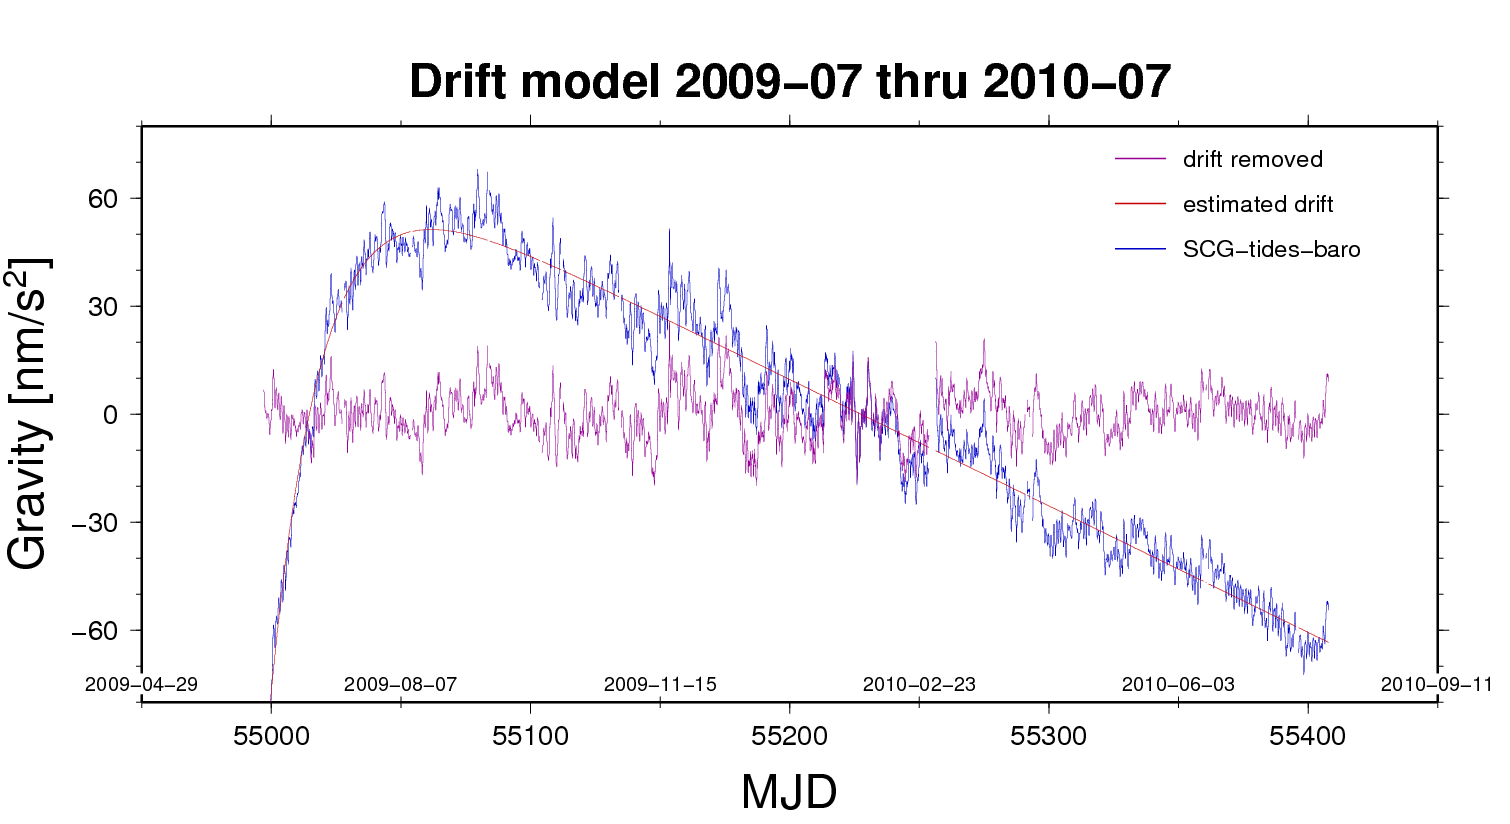 Drift model 2009−07 thru 2010−07
drift removed
estimated drift
SCG−tides−baro
60
30
0
−30
−60
Gravity [nm/s²]
2009−04−29 2009−08−07 2009−11−15 2010−02−23 2010−06−03 2010−09−11
55000 55100 55200 55300 55400
MJD